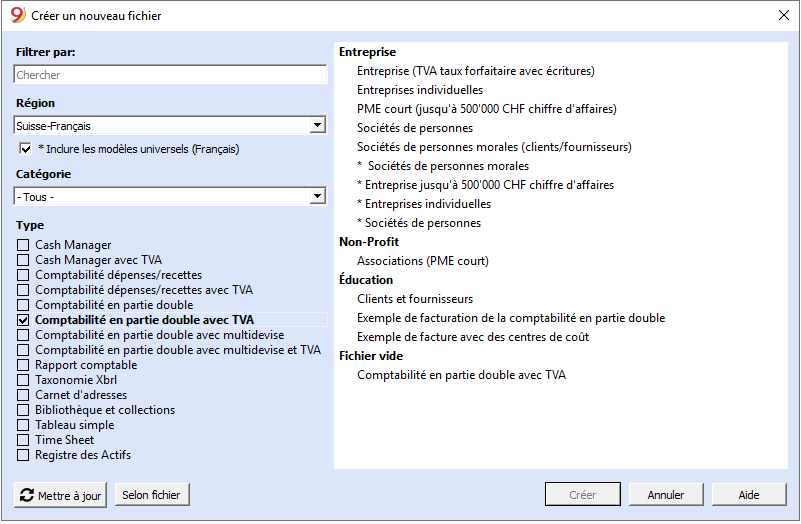 Créer un nouveau fichier
Filtrer par:
Chercher
Région
Suisse-Français
* Inclure les modèles universels (Français)
Catégorie
- Tous -
Type
Cash Manager
Cash Manager avec TVA
Comptabilité dépenses/recettes
Comptabilité dépenses/recettes avec TVA
Comptabilité en partie double
Comptabilité en partie double avec TVA
Comptabilité en partie double avec multidevise
Comptabilité en partie double avec multidevise et TVA
Rapport comptable
Taxonomie Xbrl
Carnet d'adresses
Bibliothèque et collections
Tableau simple
Time Sheet
Registre des Actifs
Entreprise
Entreprise (TVA taux forfaitaire avec écritures)
Entreprises individuelles
PME court (jusqu'à 500'000 CHF chiffre d'affaires)
Sociétés de personnes
Sociétés de personnes morales (clients/fournisseurs)
* Sociétés de personnes morales
* Entreprise jusqu'à 500'000 CHF chiffre d'affaires
* Entreprises individuelles
* Sociétés de personnes
Non-Profit
Associations (PME court)
Éducation
Clients et fournisseurs
Exemple de facturation de la comptabilité en partie double
Exemple de facture avec des centres de coût
Fichier vide
Comptabilité en partie double avec TVA
Mettre à jour
Selon fichier
Créer
Annuler
Aide